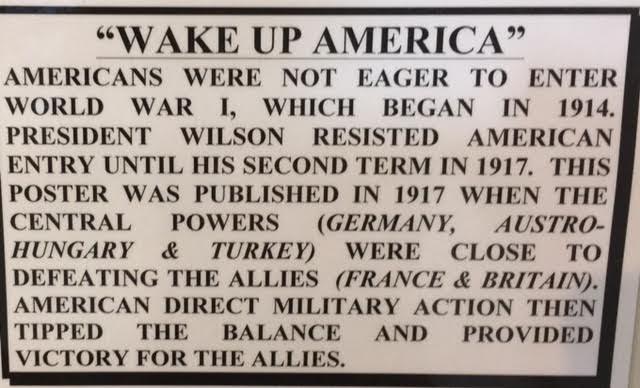 “WAKE UP AMERICA”
AMERICANS WERE NOT EAGER TO ENTER
WORLD WAR I, WHICH BEGAN IN 1914.
PRESIDENT WILSON RESISTED AMERICAN
ENTRY UNTIL HIS SECOND TERM IN 1917. THIS
POSTER WAS PUBLISHED IN 1917 WHEN THE
CENTRAL POWERS (GERMANY, AUSTRO-
HUNGARY & TURKEY) WERE CLOSE TO
DEFEATING THE ALLIES (FRANCE & BRITAIN).
AMERICAN DIRECT MILITARY ACTION THEN
TIPPED THE BALANCE AND PROVIDED
VICTORY FOR THE ALLIES.